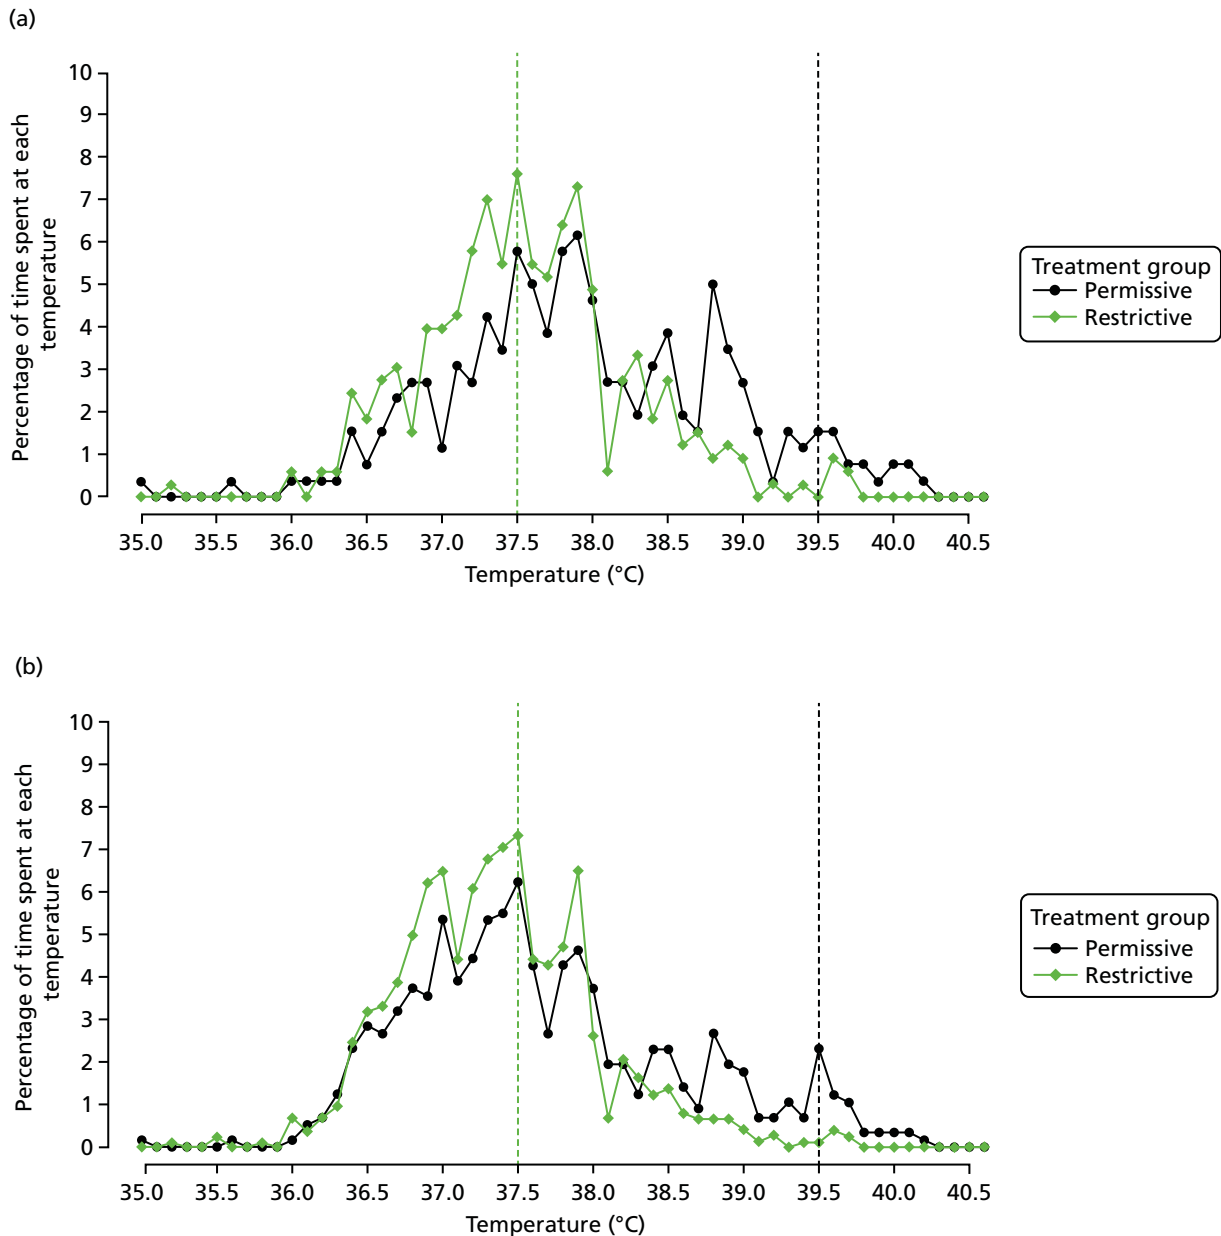 (a)
10
9
8
7
6
5
4
3
2
1
0
Percentage of time spent at each
temperature
35.0 35.5 36.0 36.5 37.0 37.5 38.0 38.5 39.0 39.5 40.0 40.5
Temperature (°C)
Treatment group
Permissive
Restrictive
(b)
10
9
8
7
6
5
4
3
2
1
0
Percentage of time spent at each
temperature
35.0 35.5 36.0 36.5 37.0 37.5 38.0 38.5 39.0 39.5 40.0 40.5
Temperature (°C)
Treatment group
Permissive
Restrictive